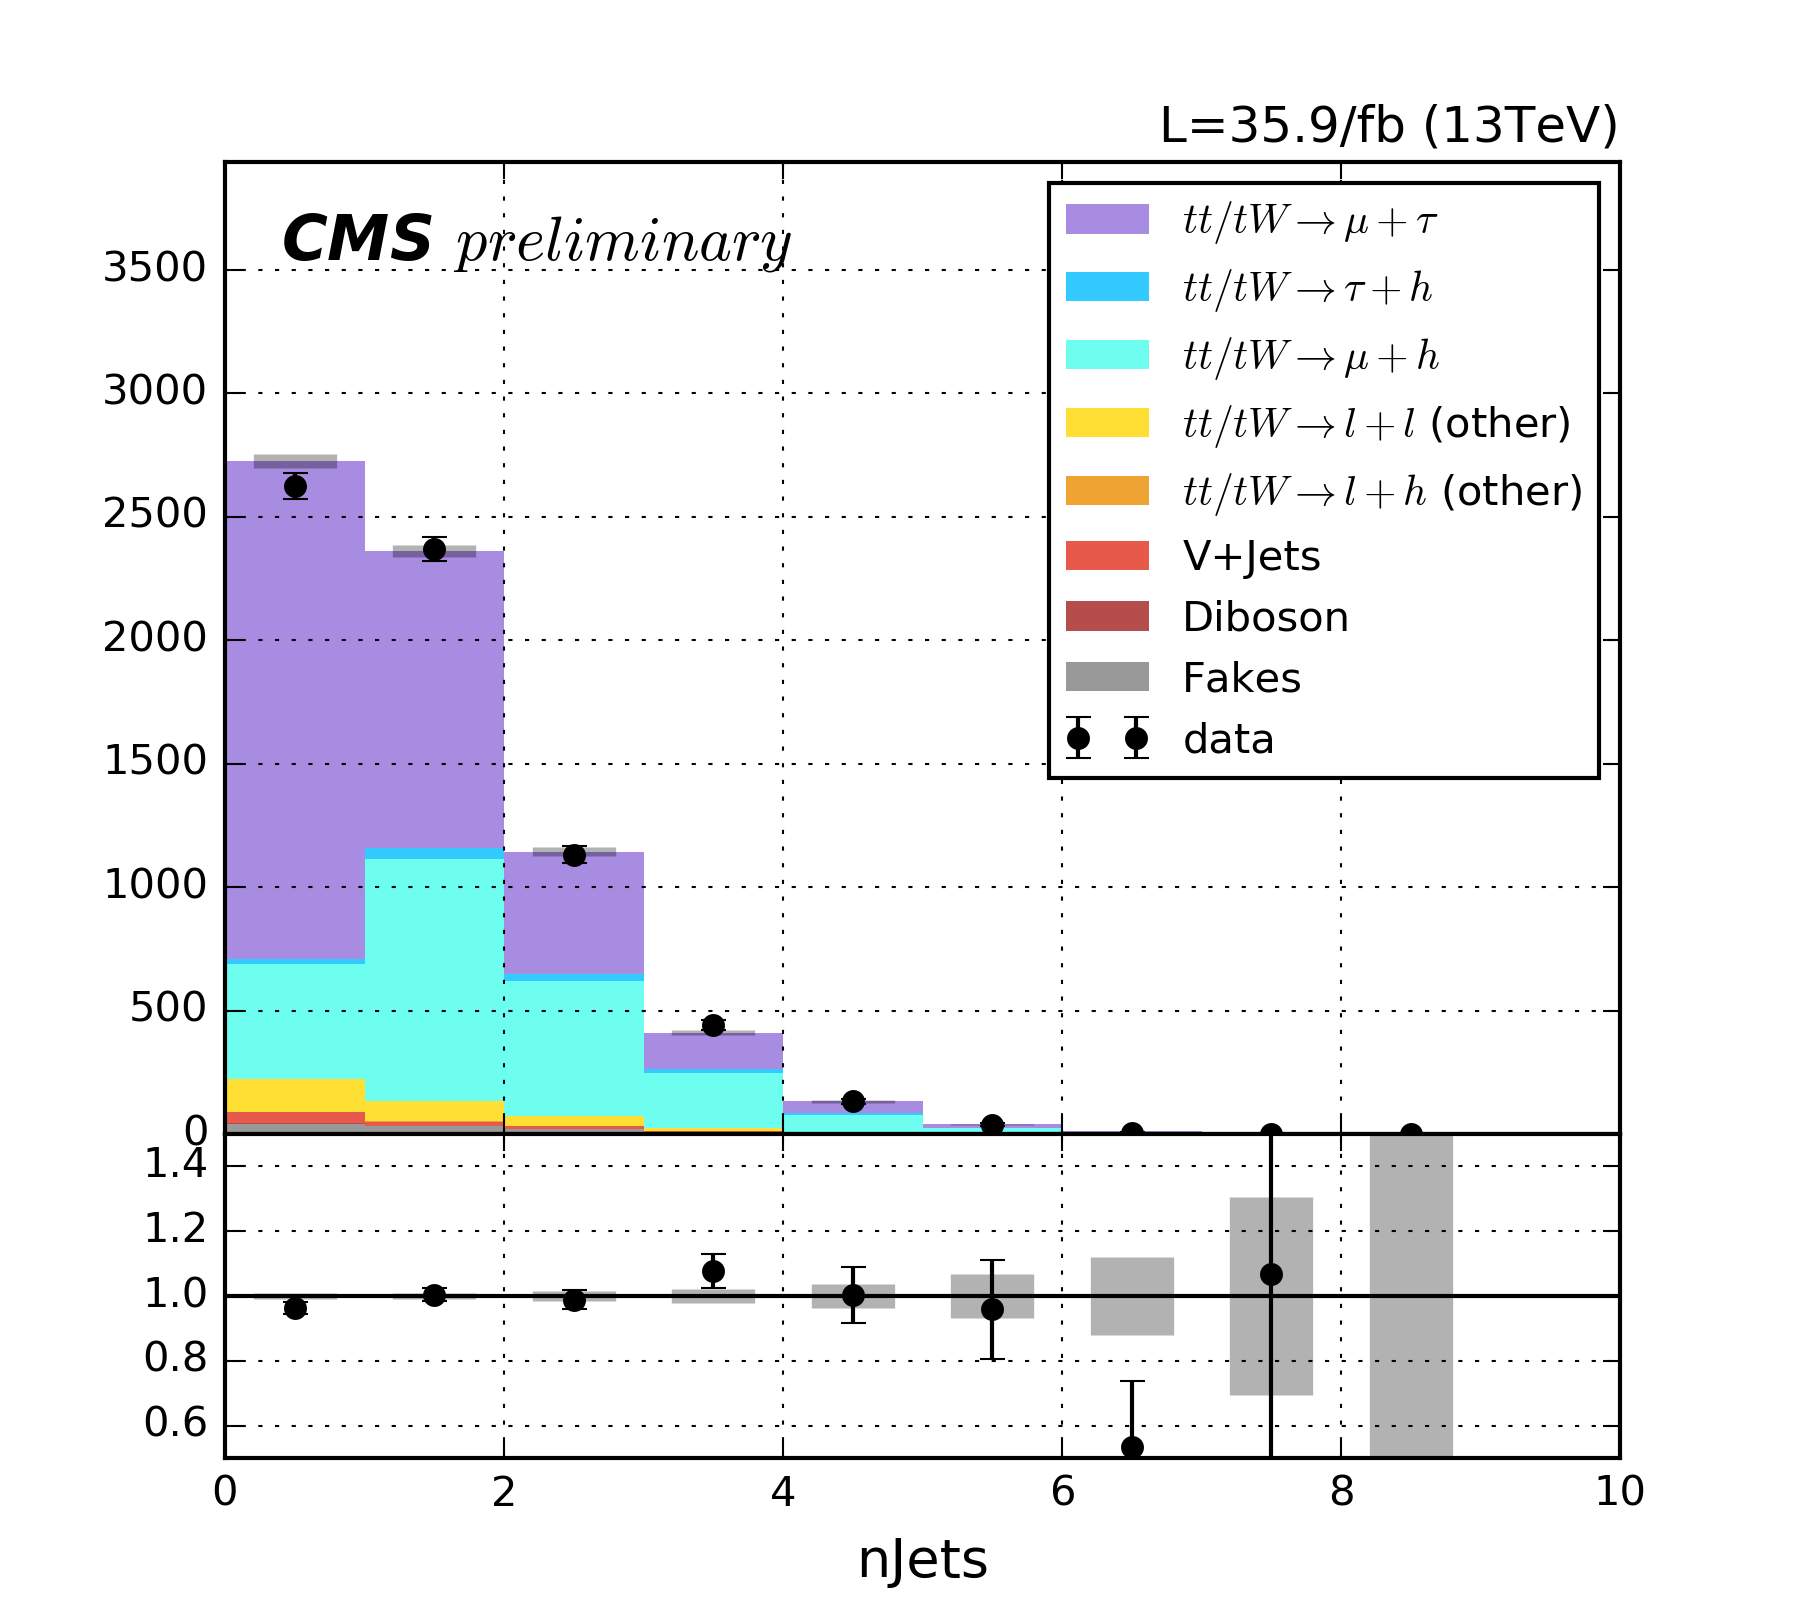 L=35.9/fb (13TeV)
CMS preliminary
tt/tW → μ + τ
tt/tW → τ + h
tt/tW → μ + h
tt/tW → l + l (other)
tt/tW → l + h (other)
V+Jets
Diboson
Fakes
data
3500
3000
2500
2000
1500
1000
500
0
1.4
1.2
1.0
0.8
0.6
0 2 4 6 8 10
nJets